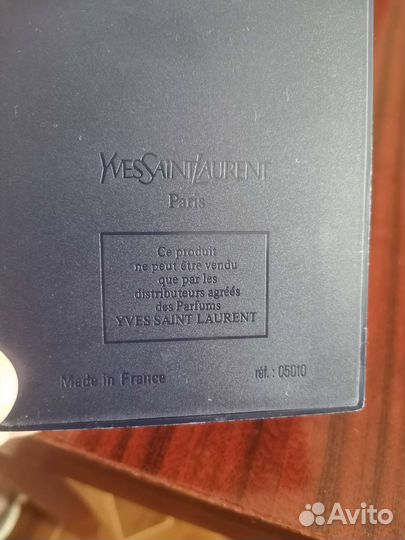 YVESSAINTLAURENT
Paris
Ce produit
ne peut être vendu
que par les
distributeurs agréés
des Parfums
YVES SAINT LAURENT
Made in France
réf. : 05010
Avito